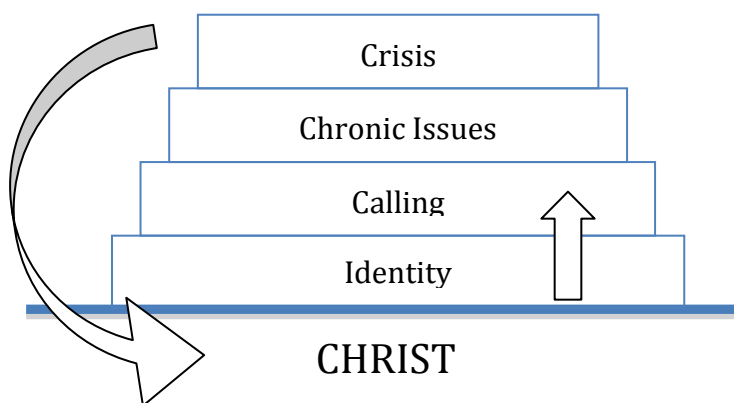 Crisis
Chronic Issues
Calling
Identity
CHRIST